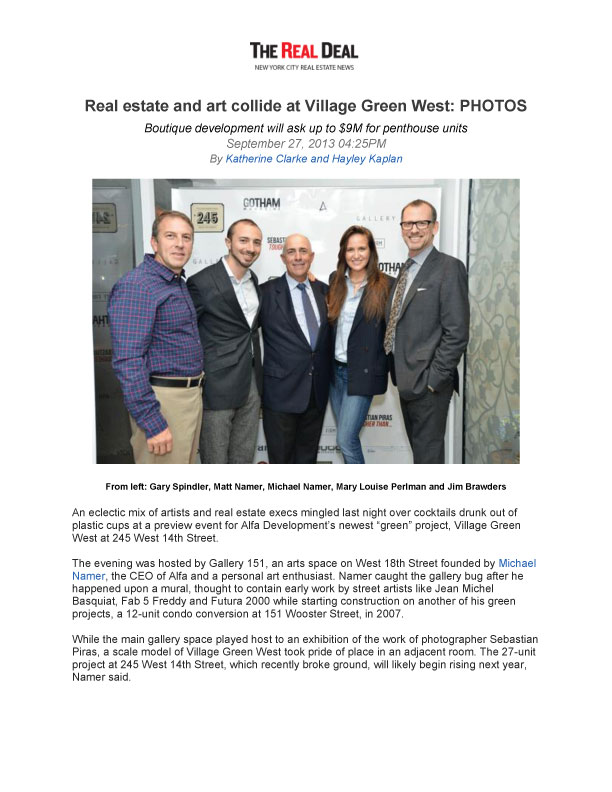 THE REAL DEAL
NEW YORK CITY REAL ESTATE NEWS
Real estate and art collide at Village Green West: PHOTOS
Boutique development will ask up to $9M for penthouse units
September 27, 2013 04:25PM
By Katherine Clarke and Hayley Kaplan
245
GOTHAM
GALLERY
SEBASTI
TOUGH
GALL
GOTHAM
STIAN PIRAS
HER THAN...
From left: Gary Spindler, Matt Namer, Michael Namer, Mary Louise Perlman and Jim Brawders
An eclectic mix of artists and real estate execs mingled last night over cocktails drunk out of
plastic cups at a preview event for Alfa Development’s newest “green” project, Village Green
West at 245 West 14th Street.
The evening was hosted by Gallery 151, an arts space on West 18th Street founded by Michael
Namer, the CEO of Alfa and a personal art enthusiast. Namer caught the gallery bug after he
happened upon a mural, thought to contain early work by street artists like Jean Michel
Basquiat, Fab 5 Freddy and Futura 2000 while starting construction on another of his green
projects, a 12-unit condo conversion at 151 Wooster Street, in 2007.
While the main gallery space played host to an exhibition of the work of photographer Sebastian
Piras, a scale model of Village Green West took pride of place in an adjacent room. The 27-unit
project at 245 West 14th Street, which recently broke ground, will likely begin rising next year,
Namer said.